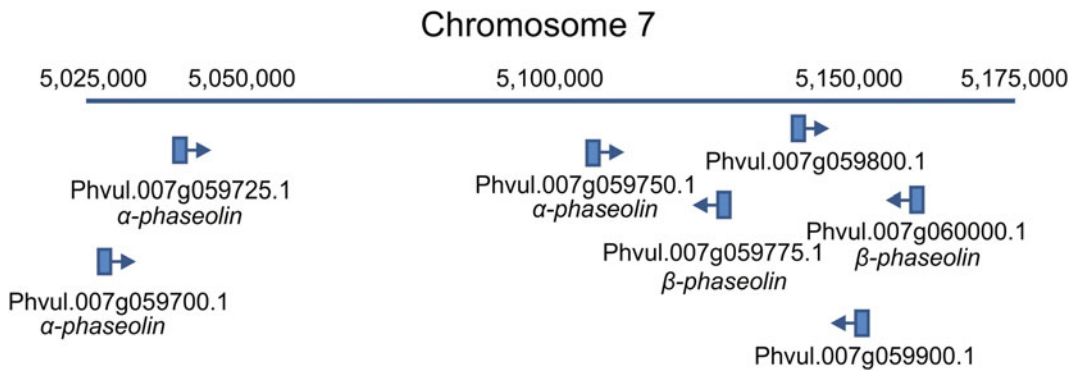 Chromosome 7
5,025,000 5,050,000 5,100,000 5,150,000 5,175,000
Phvul.007g059725.1
α-phaseolin
Phvul.007g059700.1
α-phaseolin
Phvul.007g059750.1
α-phaseolin
Phvul.007g059775.1
β-phaseolin
Phvul.007g059800.1
Phvul.007g060000.1
β-phaseolin
Phvul.007g059900.1